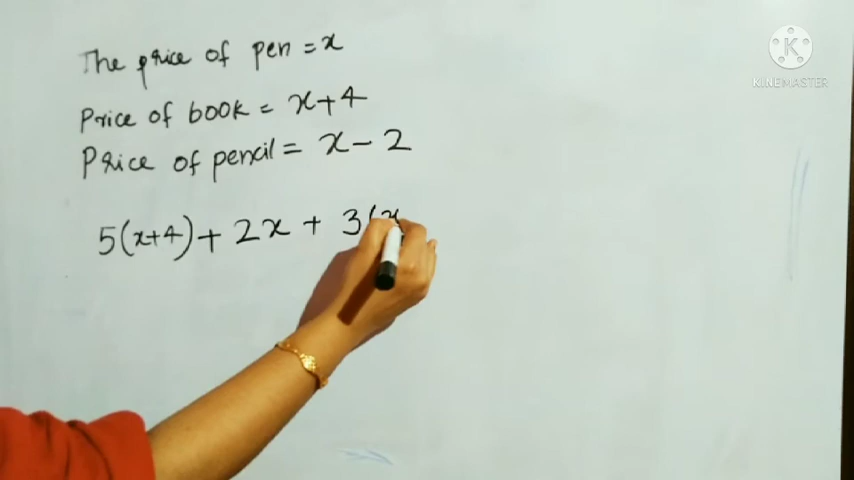 The price of pen = x
Price of book = x+4
Price of pencil = x - 2
5(x+4) + 2x + 3(x
KINEMASTER